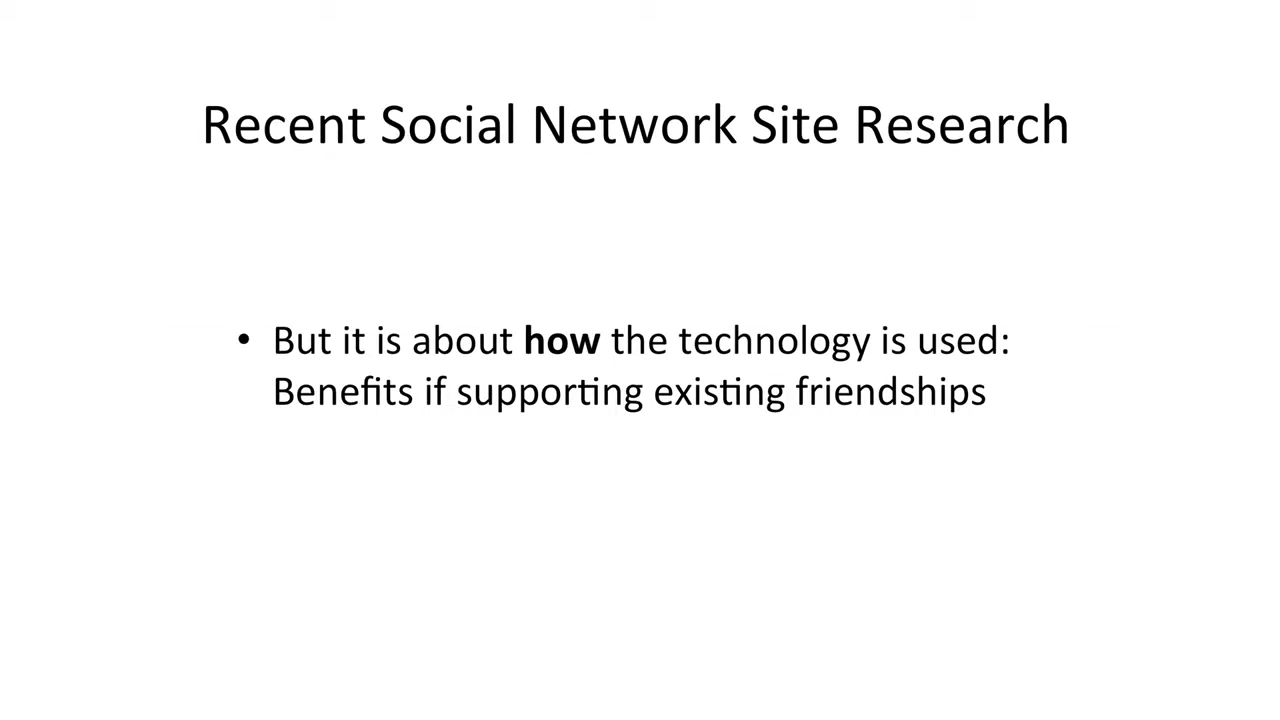 Recent Social Network Site Research
• But it is about how the technology is used:
Benefits if supporting existing friendships